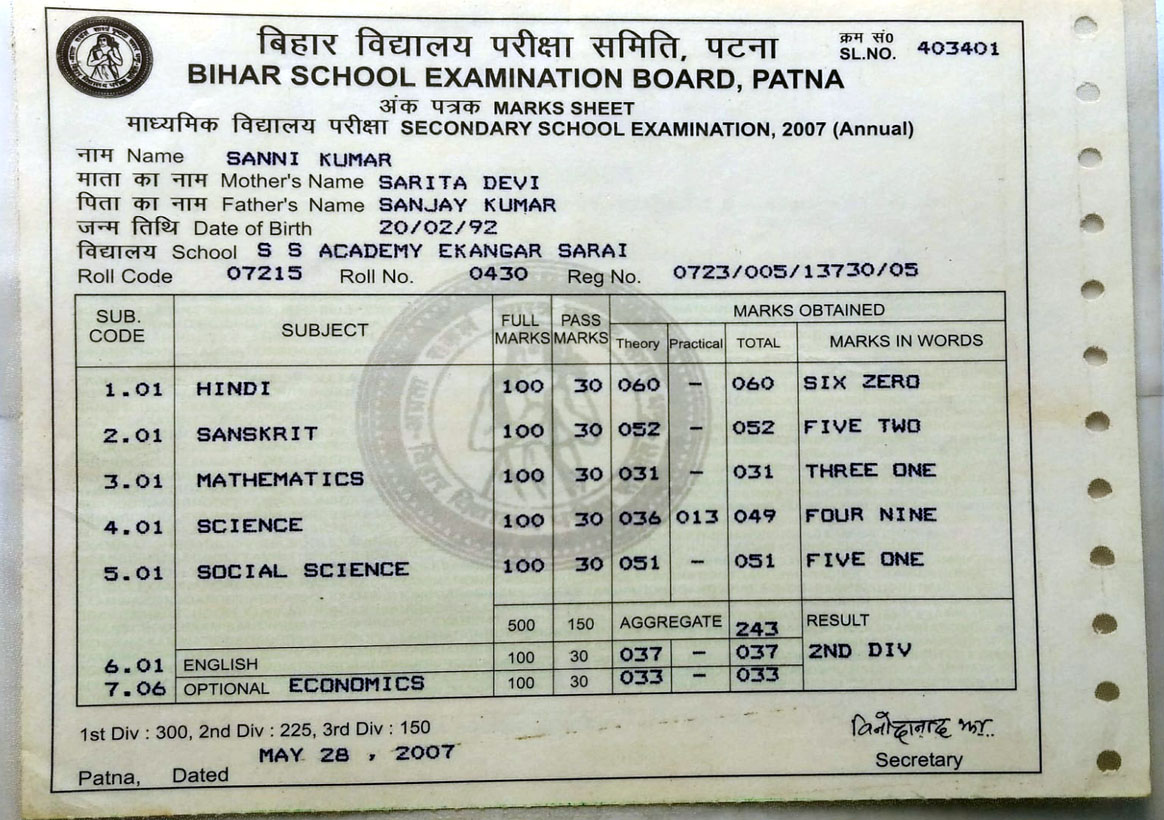 बिहार विद्यालय परीक्षा समिति, पटना
क्रम सं० SL.NO. 403401
BIHAR SCHOOL EXAMINATION BOARD, PATNA
अंक पत्रक MARKS SHEET
माध्यमिक विद्यालय परीक्षा SECONDARY SCHOOL EXAMINATION, 2007 (Annual)
नाम Name SANNI KUMAR
माता का नाम Mother's Name SARITA DEVI
पिता का नाम Father's Name SANJAY KUMAR
जन्म तिथि Date of Birth 20/02/92
विद्यालय School S S ACADEMY EKANGAR SARAI
Roll Code 07215 Roll No. 0430 Reg No. 0723/005/13730/05
SUB. CODE SUBJECT FULL MARKS PASS MARKS MARKS OBTAINED
Theory Practical TOTAL MARKS IN WORDS
1.01 HINDI 100 30 060 - 060 SIX ZERO
2.01 SANSKRIT 100 30 052 - 052 FIVE TWO
3.01 MATHEMATICS 100 30 031 - 031 THREE ONE
4.01 SCIENCE 100 30 036 013 049 FOUR NINE
5.01 SOCIAL SCIENCE 100 30 051 - 051 FIVE ONE
500 150 AGGREGATE 243 RESULT
6.01 ENGLISH 100 30 037 - 037 2ND DIV
7.06 OPTIONAL ECONOMICS 100 30 033 - 033
1st Div : 300, 2nd Div : 225, 3rd Div : 150
MAY 28 , 2007
Patna, Dated
विनोदानन्द झा..
Secretary